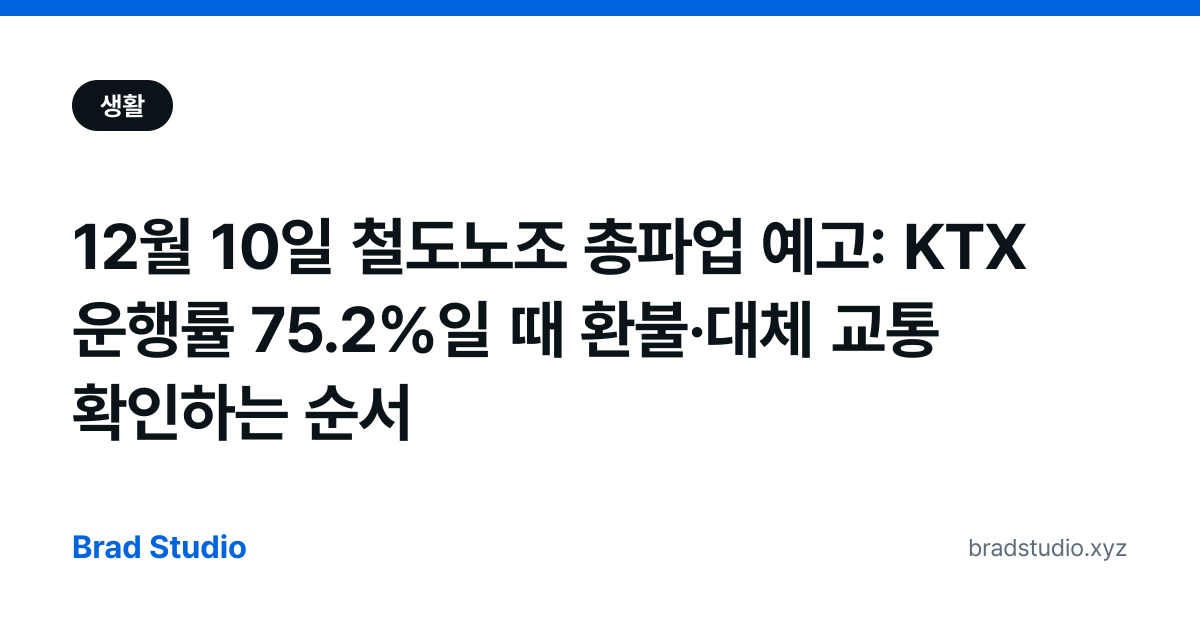 생활
12월 10일 철도노조 총파업 예고: KTX
운행률 75.2%일 때 환불·대체 교통
확인하는 순서
Brad Studio
bradstudio.xyz